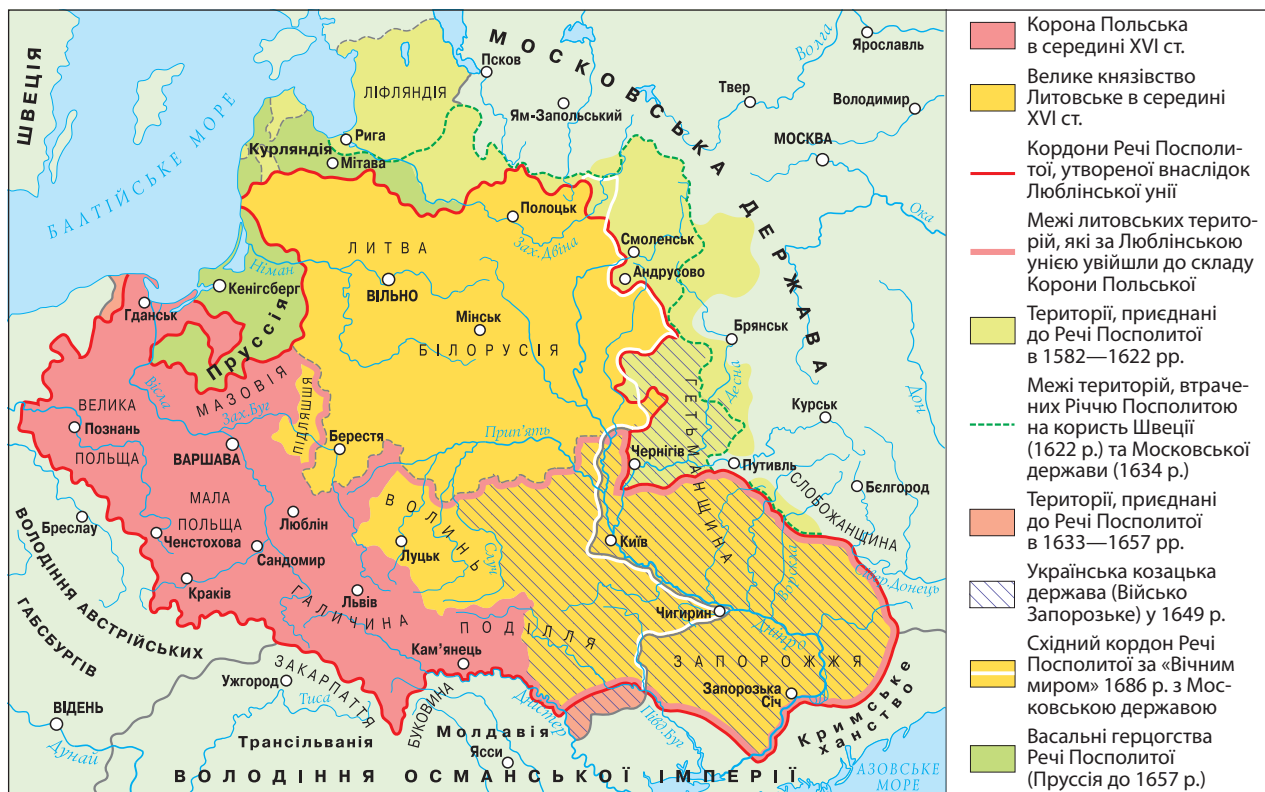 ШВЕЦІЯ
БАЛТІЙСЬКЕ МОРЕ
МОСКОВСЬКА ДЕРЖАВА
Псков
Волга
Ярославль
ЛІФЛЯНДІЯ
Ям-Запольський
Твер
Володимир
Рига
Курляндія
Мітава
МОСКВА
Полоцьк
Зах. Двіна
Ока
ЛИТВА
Смоленськ
Андрусово
Німан
Кенігсберг
ВІЛЬНО
Гданськ
Мінськ
Брянськ
Пруссія
БІЛОРУСІЯ
Вісла
МАЗОВІЯ
ГЕТЬМАНЩИНА
Десна
Дон
ВЕЛИКА
ПОЛЬЩА
Познань
Зах.Буг
ПІДЛЯШШЯ
Курськ
ВАРШАВА
Берестя
Прип’ять
Чернігів
Путивль
МАЛА
ПОЛЬЩА
ВОЛИНЬ
СЛОБОЖАНЩИНА
Бєлгород
Бреслау
Люблін
Ченстохова
Сандомир
Луцьк
Случ
Київ
Ворскла
Сівер.Донець
ВОЛОДІННЯ АВСТРІЙСЬКИХ
ГАБСБУРГІВ
Краків
Львів
ГАЛИЧИНА
ПОДІЛЛЯ
Чигирин
Дніпро
Кам’янець
ЗАПОРОЖЖЯ
ЗАКАРПАТТЯ
Ужгород
Тиса
БУКОВИНА
Дністер
Півд.Буг
Запорозька
Січ
Кримське
ханство
ВІДЕНЬ
Дунай
Трансільванія
Молдавія
Ясси
ВОЛОДІННЯ ОСМАНСЬКОЇ ІМПЕРІЇ
АЗОВСЬКЕ
МОРЕ
Корона Польська
в середині XVI ст.
Велике князівство
Литовське в середині
XVI ст.
Кордони Речі Посполи-
тої, утвореної внаслідок
Люблінської унії
Межі литовських терито-
рій, які за Люблінською
унією увійшли до складу
Корони Польської
Території, приєднані
до Речі Посполитої
в 1582—1622 рр.
Межі територій, втраче-
них Річчю Посполитою
на користь Швеції
(1622 р.) та Московської
держави (1634 р.)
Території, приєднані
до Речі Посполитої
в 1633—1657 рр.
Українська козацька
держава (Військо
Запорозьке) у 1649 р.
Східний кордон Речі
Посполитої за «Вічним
миром» 1686 р. з Мос-
ковською державою
Васальні герцогства
Речі Посполитої
(Пруссія до 1657 р.)